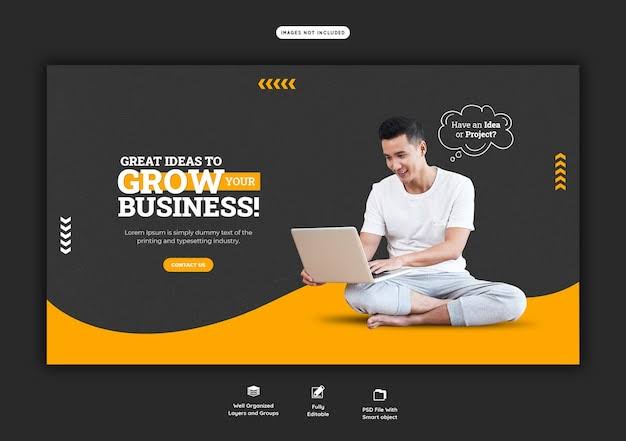 IMAGES NOT INCLUDED
GREAT IDEAS TO
GROW YOUR
BUSINESS!
Lorem Ipsum is simply dummy text of the
printing and typesetting industry.
CONTACT US
Have an Idea
or Project?
Well Organized
Layers and Groups
Fully
Editable
PSD File With
Smart object